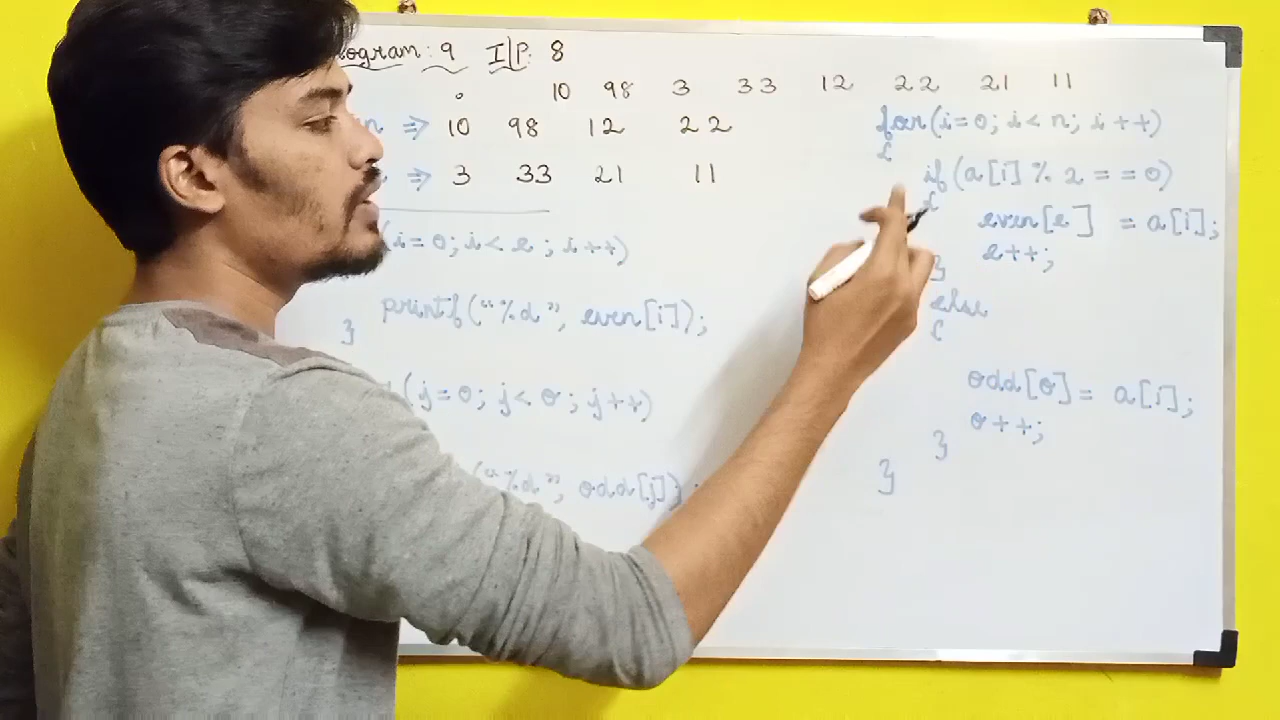 ogram: 9 I|P: 8
10 98 3 33 12 22 21 11
n => 10 98 12 22
=> 3 33 21 11
(i=0; i< e; i++)
printf("%d", even[i]);
}
(j=0; j< o; j++)
("%d", odd[j]);
for(i=0; i< n; i++)
{
if (a[i] % 2 == 0)
{
even[e] = a[i];
e++;
}
else
{
odd[o] = a[i];
o++;
}
}